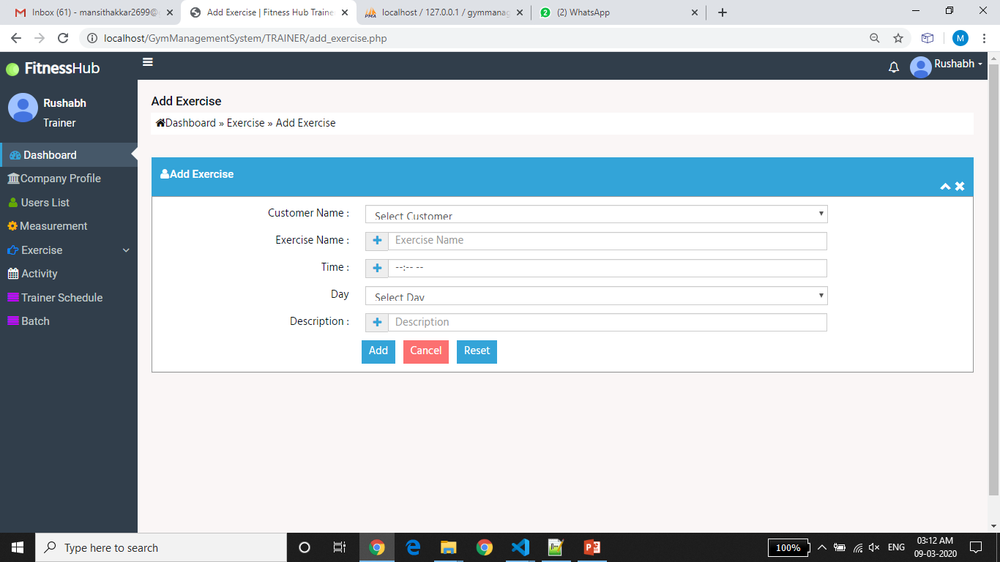 Inbox (61) - mansithakkar2699@
Add Exercise | Fitness Hub Traine
localhost / 127.0.0.1 / gymmanag
(2) WhatsApp
localhost/GymManagementSystem/TRAINER/add_exercise.php
M
FitnessHub
Rushabh
Rushabh
Trainer
Dashboard
Company Profile
Users List
Measurement
Exercise
Activity
Trainer Schedule
Batch
Add Exercise
Dashboard » Exercise » Add Exercise
Add Exercise
Customer Name : Select Customer
Exercise Name : Exercise Name
Time : --:-- --
Day Select Day
Description : Description
Add Cancel Reset
Type here to search
100%
ENG
03:12 AM
09-03-2020